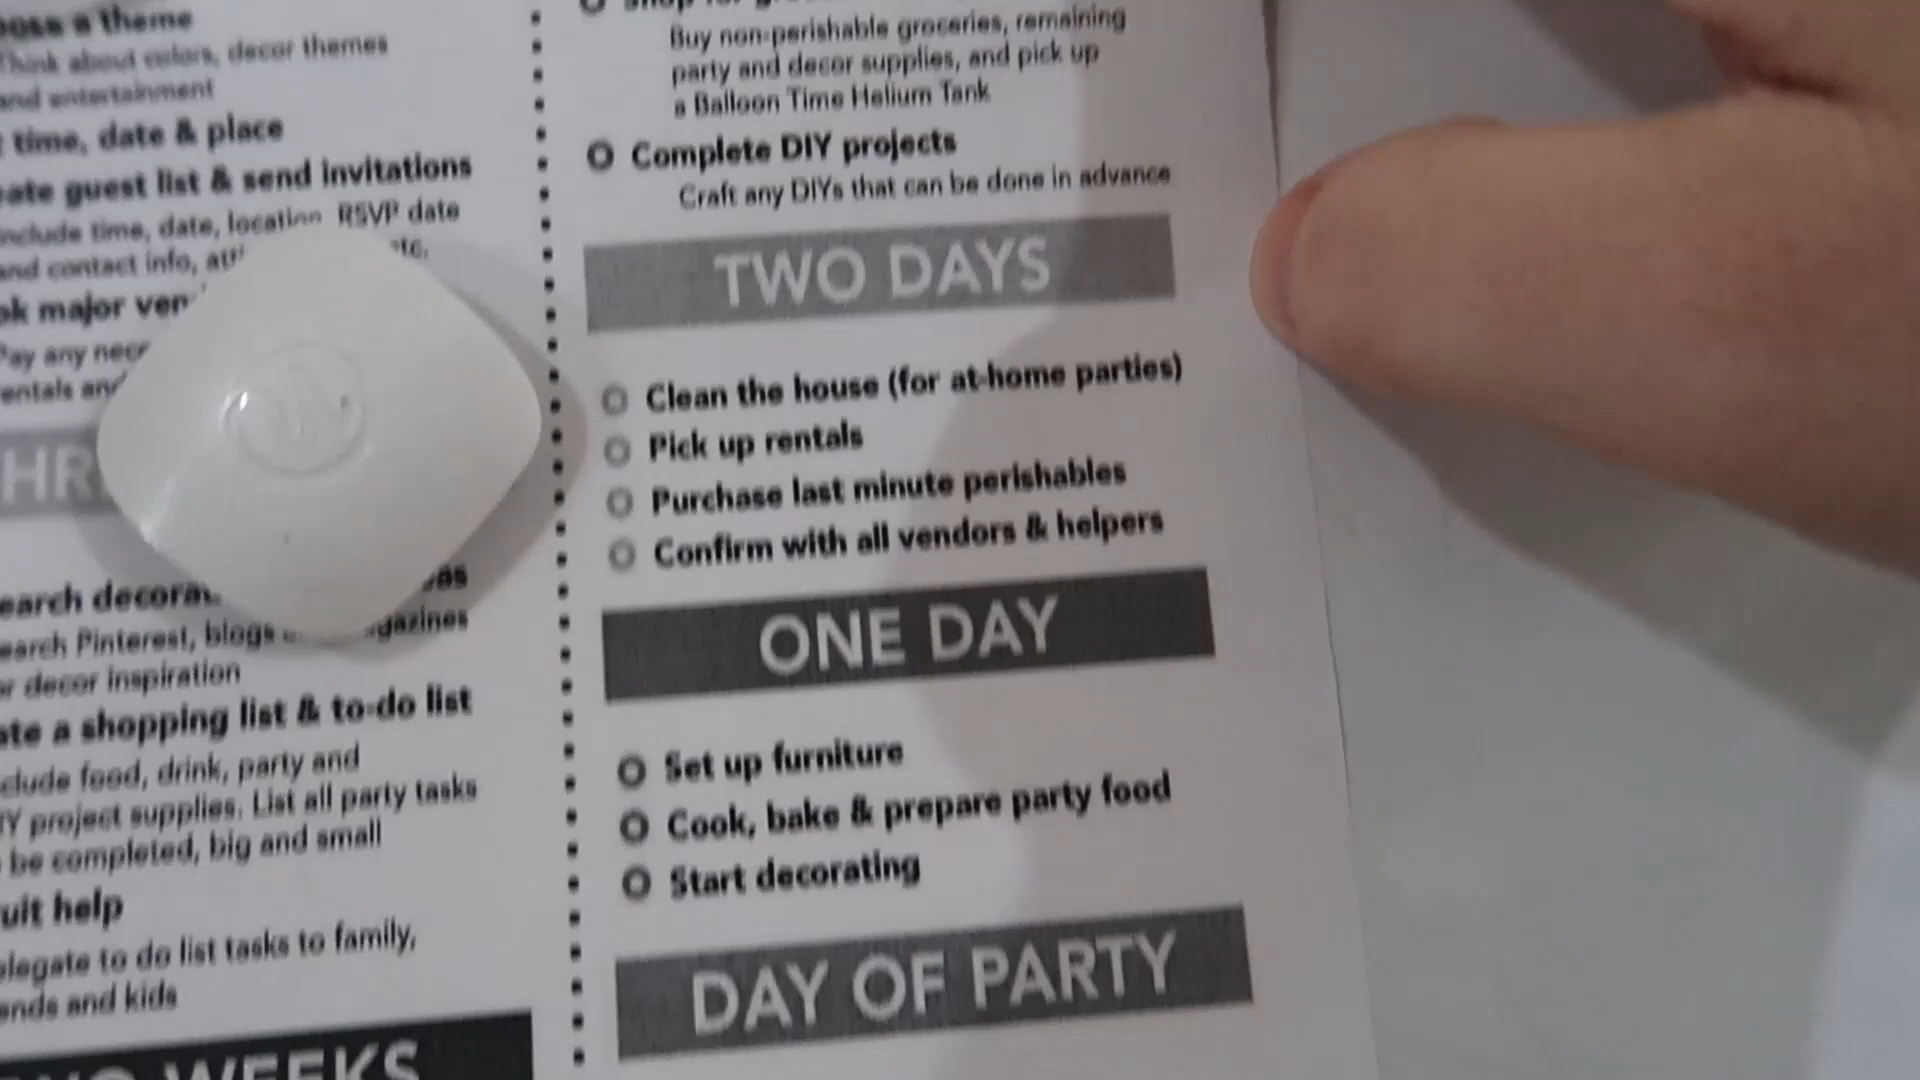 a theme
Think about colors, decor themes
and entertainment
time, date & place
guest list & send invitations
include time, date, location RSVP date
and contact info,
major
Pay any
and
decor
Pinterest, blogs
decor inspiration
a shopping list & to-do list
food, drink, party and
project supplies. List all party tasks
be completed, big and small
help
to do list tasks to family,
and kids
WEEKS
Buy non-perishable groceries, remaining
party and decor supplies, and pick up
a Balloon Time Helium Tank
Complete DIY projects
Craft any DIYs that can be done in advance
TWO DAYS
Clean the house (for at-home parties)
Pick up rentals
Purchase last minute perishables
Confirm with all vendors & helpers
ONE DAY
Set up furniture
Cook, bake & prepare party food
Start decorating
DAY OF PARTY